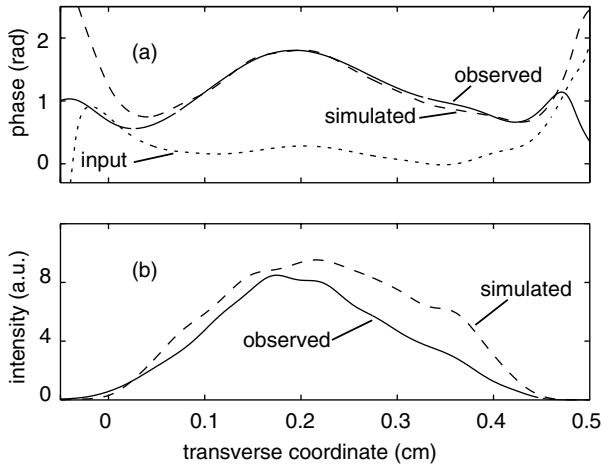 2
(a)
observed
1
simulated
input
0
phase (rad)
(b)
8
simulated
4
observed
0
intensity (a.u.)
0 0.1 0.2 0.3 0.4 0.5
transverse coordinate (cm)